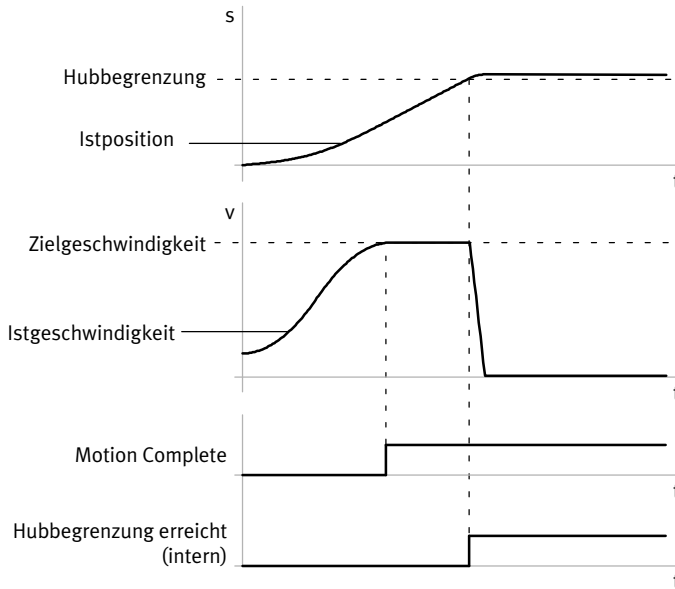 s
Hubbegrenzung
Istposition
t
v
Zielgeschwindigkeit
Istgeschwindigkeit
t
Motion Complete
t
Hubbegrenzung erreicht
(intern)
t